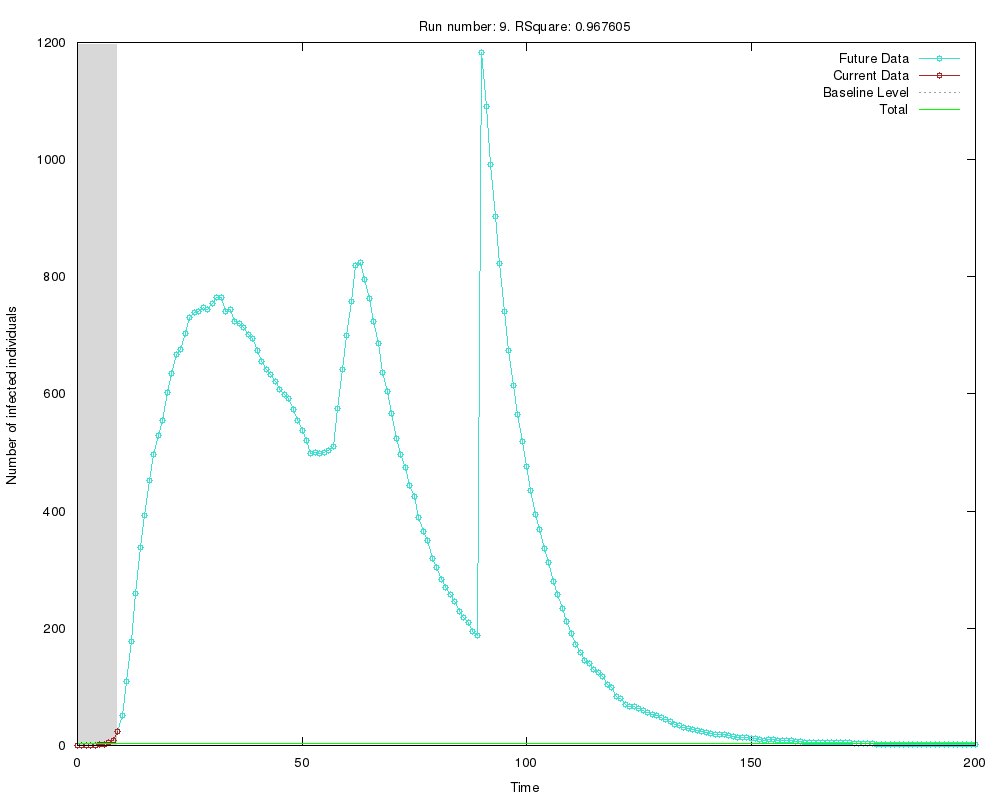 Run number: 9. RSquare: 0.967605
1200
1000
800
600
400
200
0
Number of infected individuals
Future Data
Current Data
Baseline Level
Total
0
50
100
150
200
Time